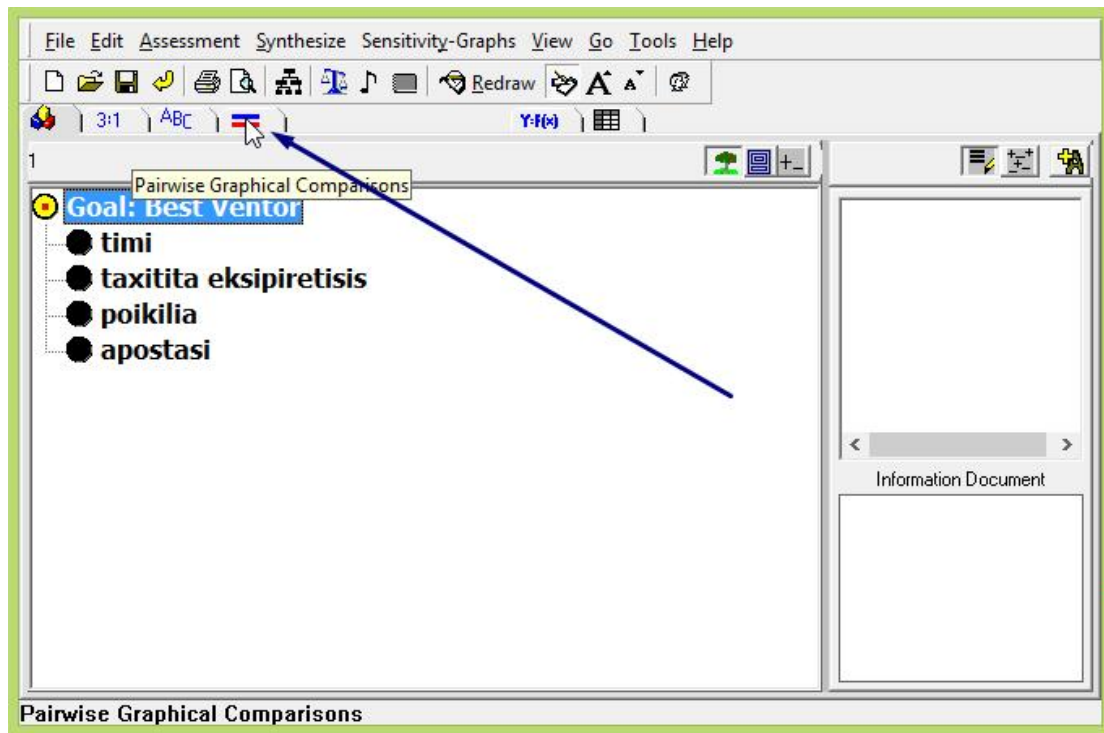 File Edit Assessment Synthesize Sensitivity-Graphs View Go Tools Help
Redraw A A
3:1 ABC Y=F(x)
1 +-
Pairwise Graphical Comparisons
Goal: Best Ventor
timi
taxitita eksipiretisis
poikilia
apostasi
Information Document
Pairwise Graphical Comparisons